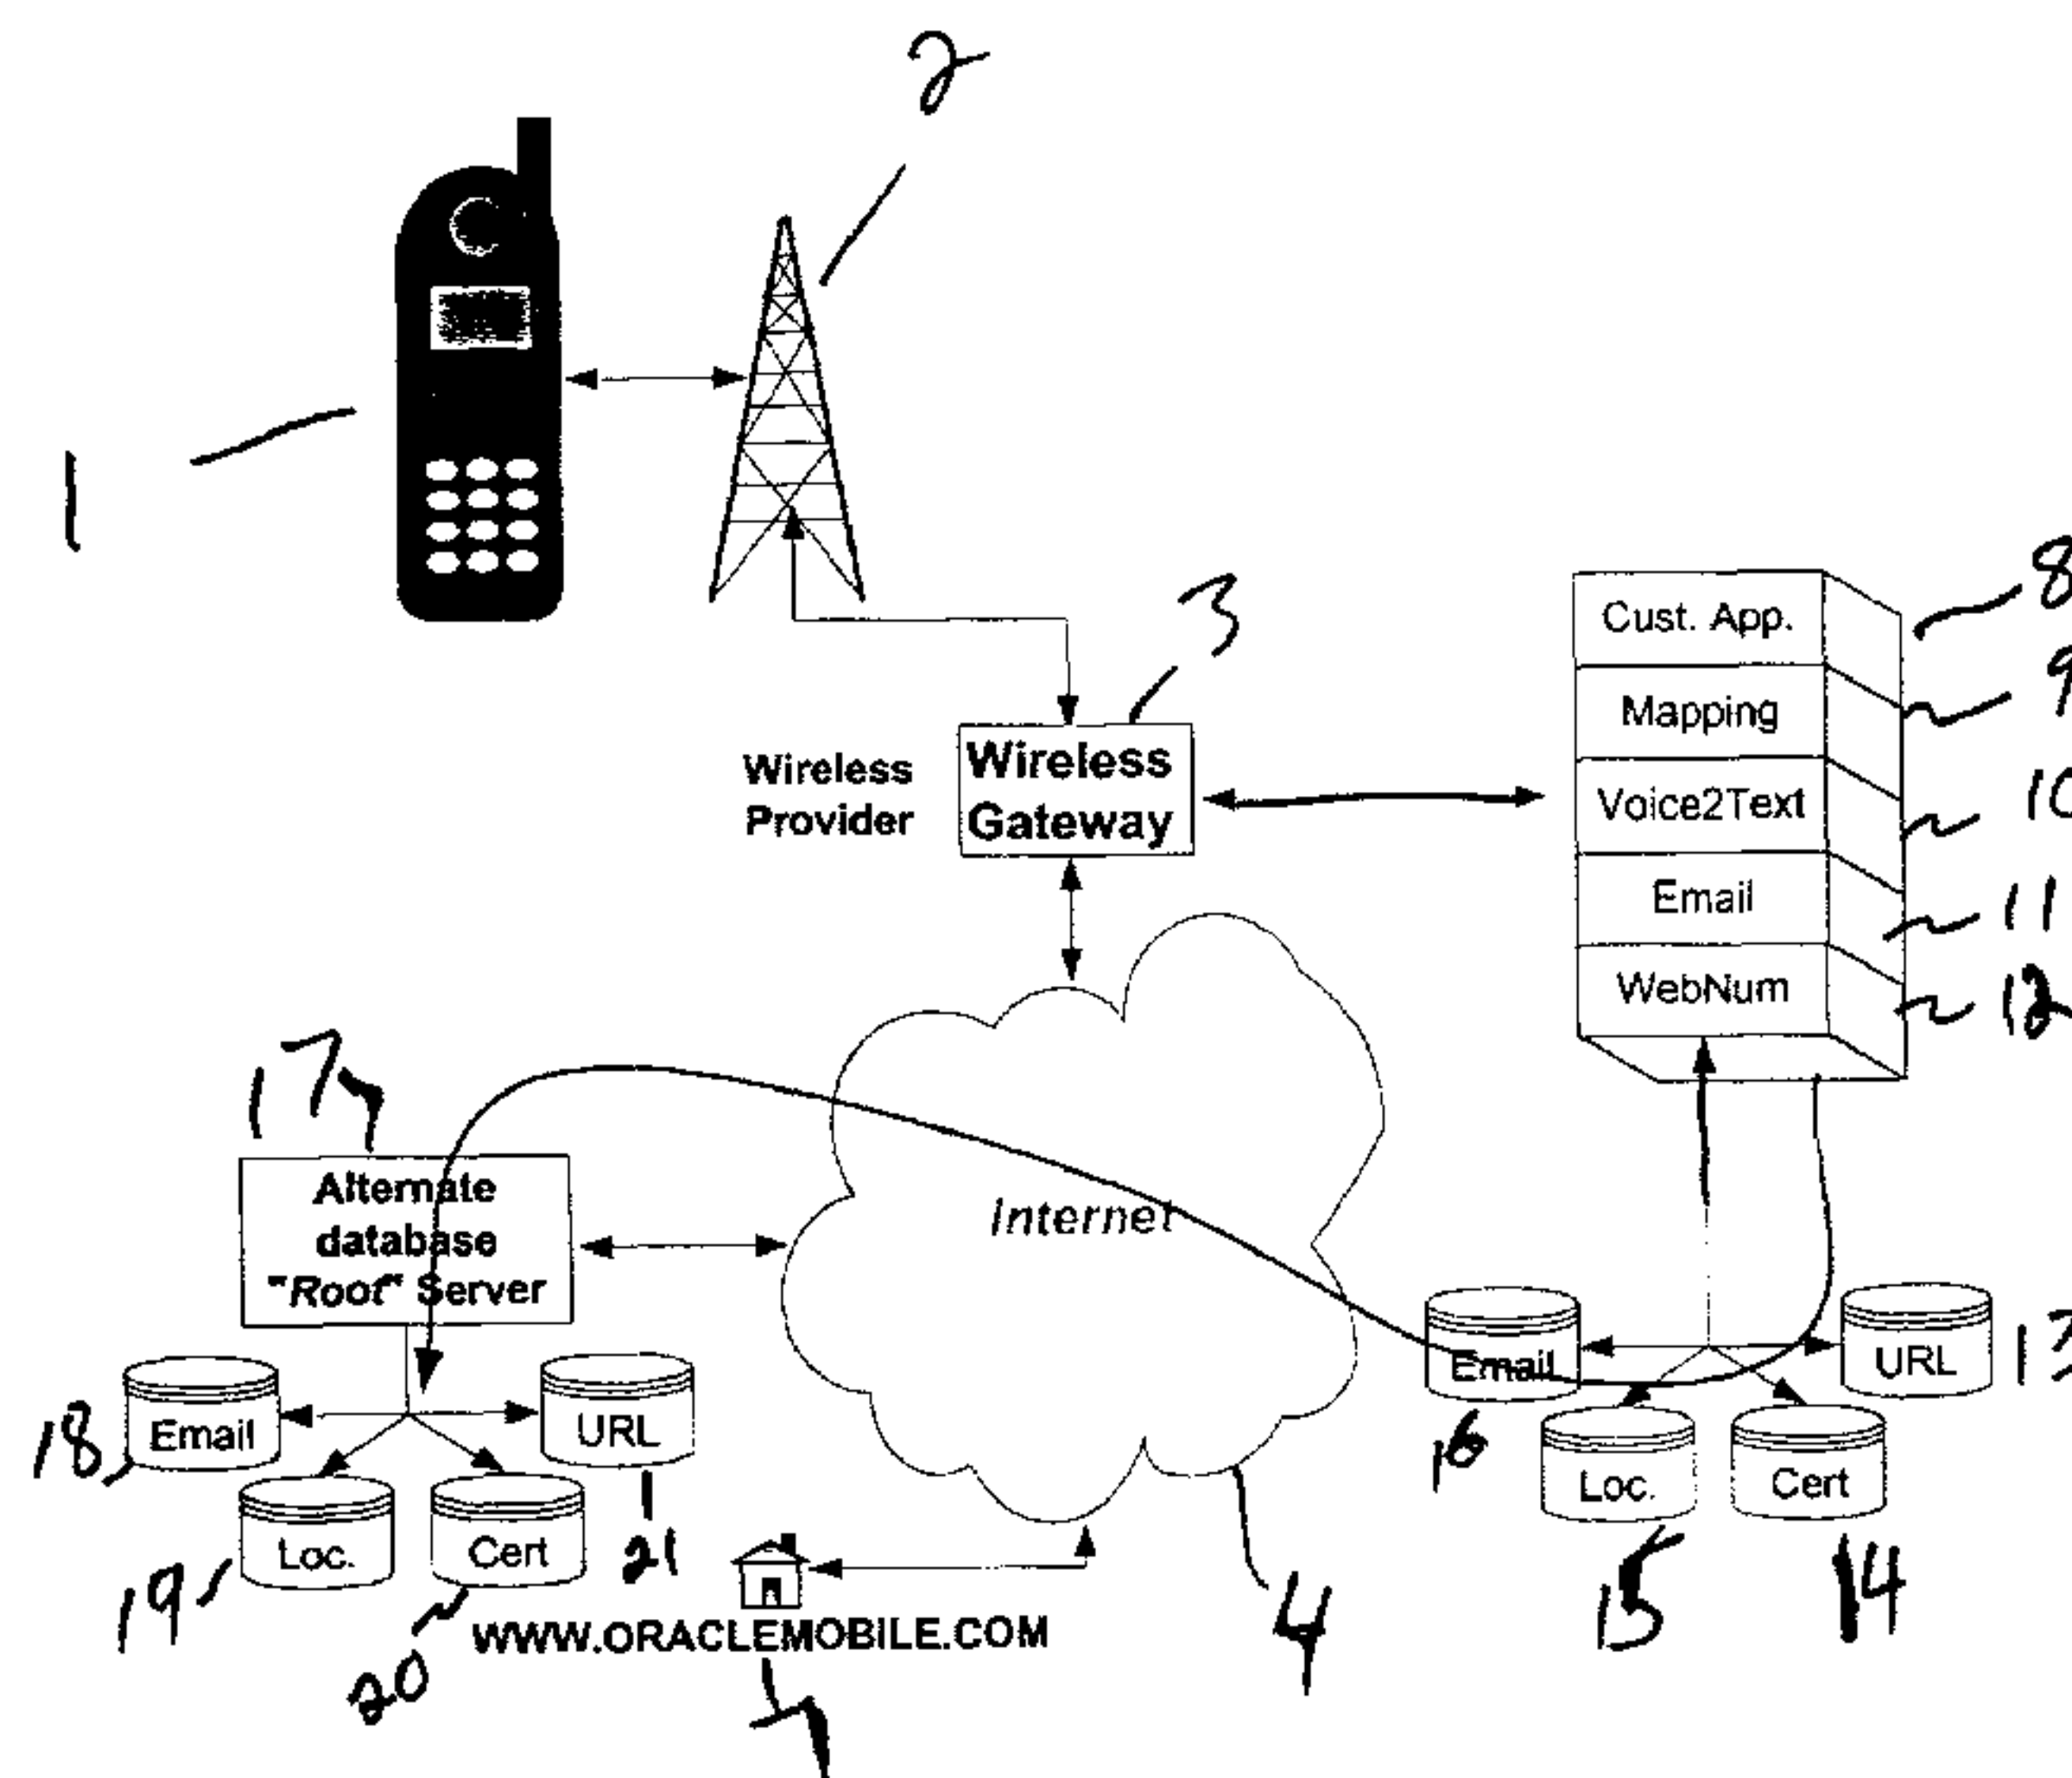 2
1
3
Wireless
Provider
Wireless
Gateway
Cust. App.
8
Mapping
9
Voice2Text
10
Email
11
WebNum
12
17
Alternate
database
"Root" Server
Internet
Email
URL
18
Loc.
Cert
19
20
21
Email
URL
16
Loc.
Cert
15
14
4
WWW.ORACLEMOBILE.COM